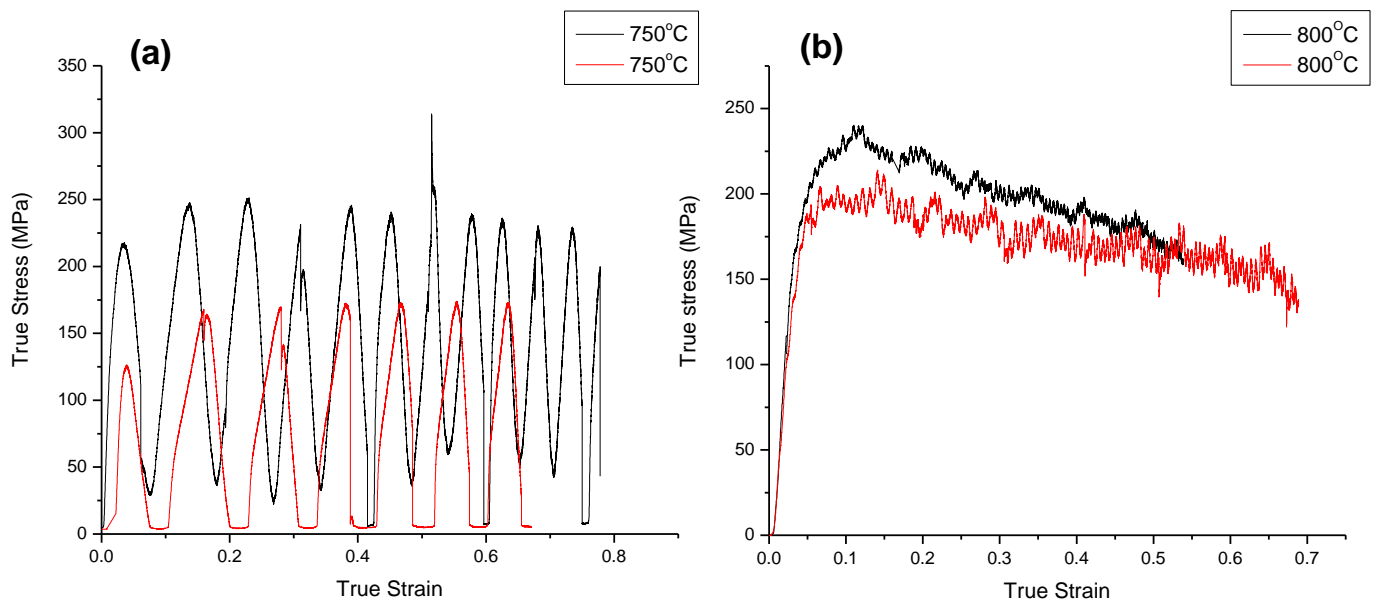 (a)
750°C
750°C
350
300
250
200
150
100
50
0
True Stress (MPa)
0.0 0.2 0.4 0.6 0.8
True Strain
(b)
800°C
800°C
250
200
150
100
50
0
True stress (MPa)
0.0 0.1 0.2 0.3 0.4 0.5 0.6 0.7
True Strain